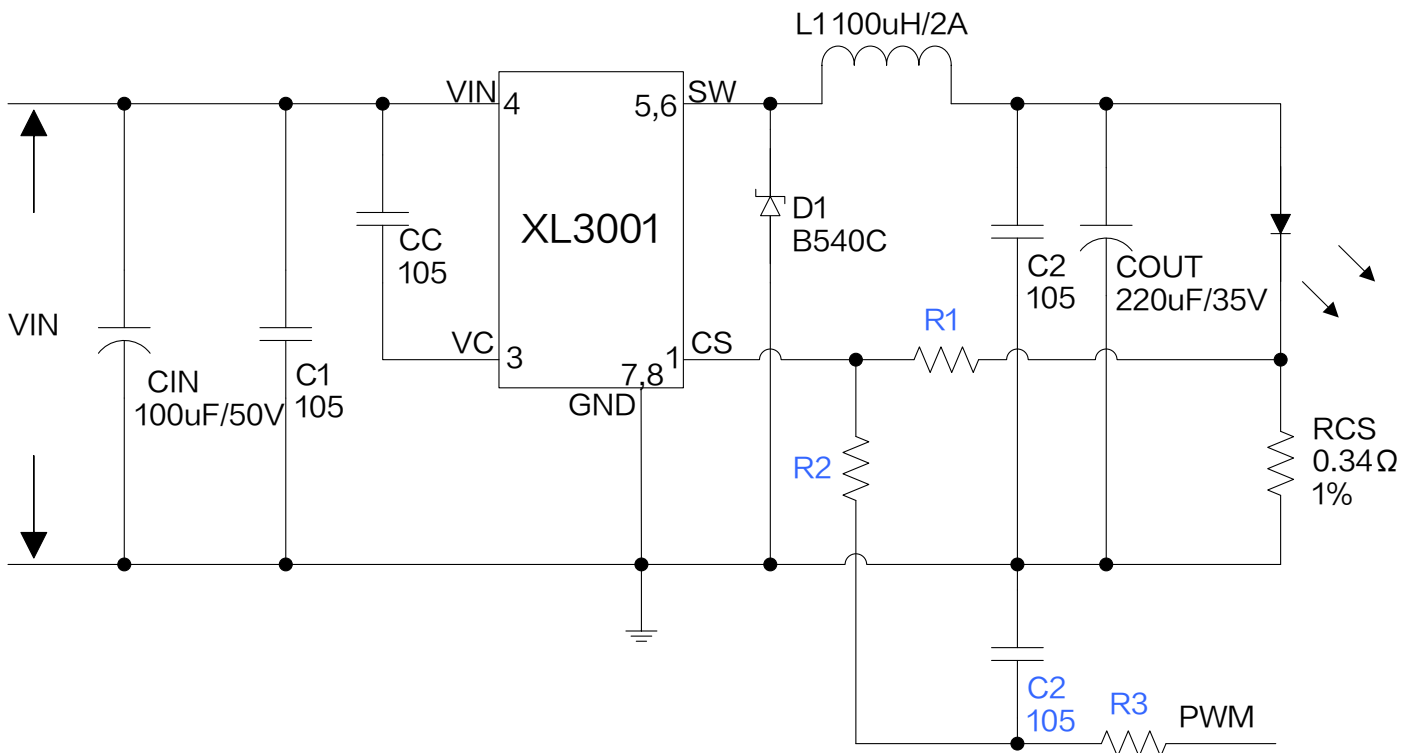 L1 100uH/2A
VIN
4
5,6
SW
XL3001
D1
B540C
CC
105
C2
105
COUT
220uF/35V
VIN
R1
VC
3
1
CS
7,8
GND
CIN
100uF/50V
C1
105
R2
RCS
0.34Ω
1%
C2
105
R3
PWM